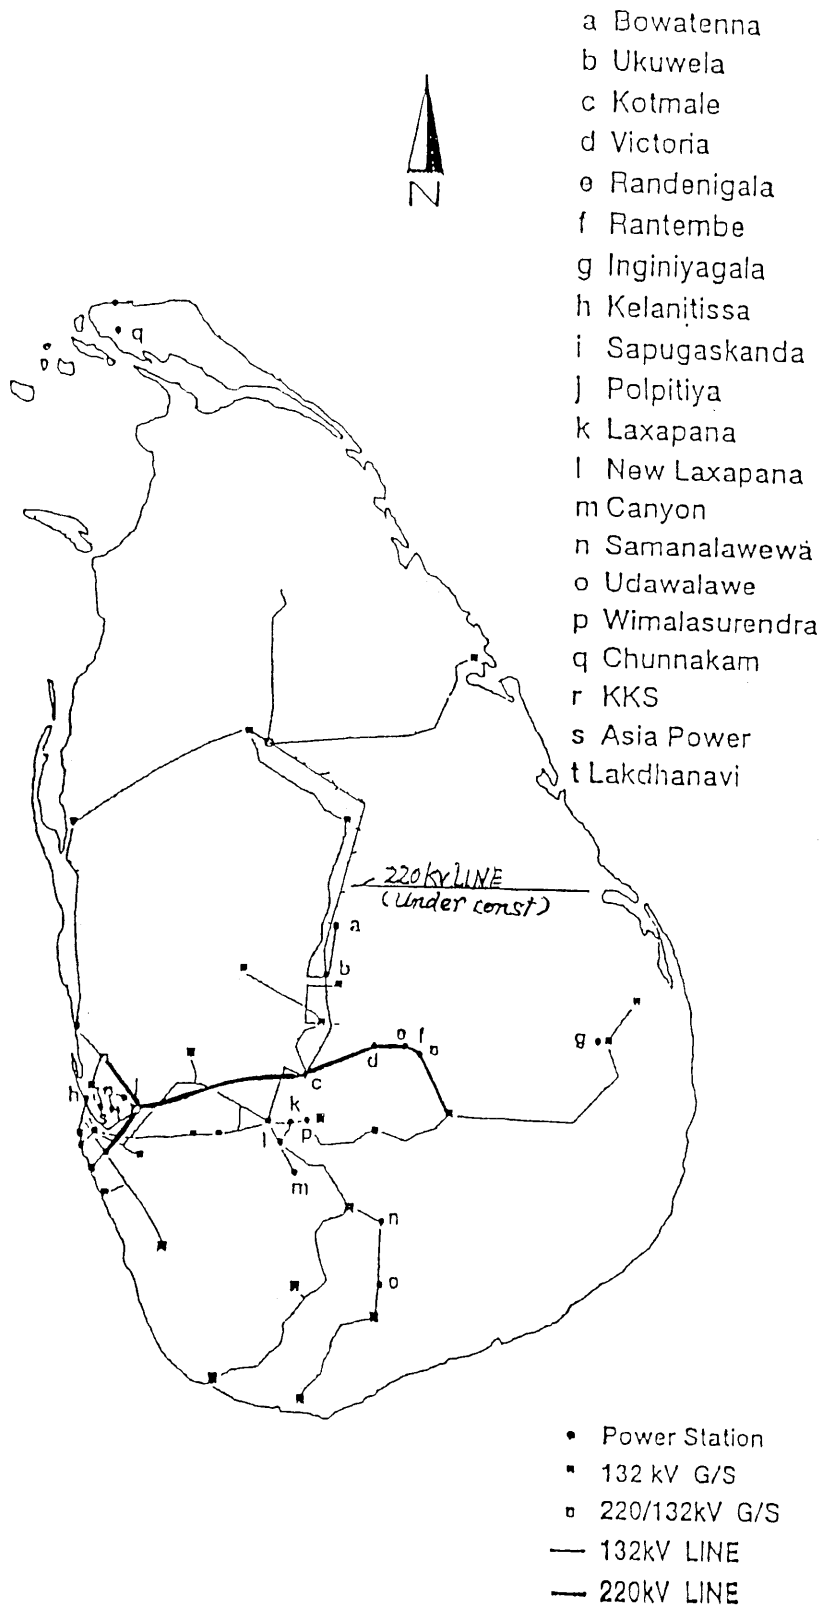 a Bowatenna
b Ukuwela
c Kotmale
d Victoria
e Randenigala
f Rantembe
g Inginiyagala
h Kelanitissa
i Sapugaskanda
j Polpitiya
k Laxapana
l New Laxapana
m Canyon
n Samanalawewa
o Udawalawe
p Wimalasurendra
q Chunnakam
r KKS
s Asia Power
t Lakdhanavi
N
q
220kV LINE
(Under const)
a
b
g
d
o
f
c
h
k
l
p
m
n
o
Power Station
132 kV G/S
220/132kV G/S
132kV LINE
220kV LINE